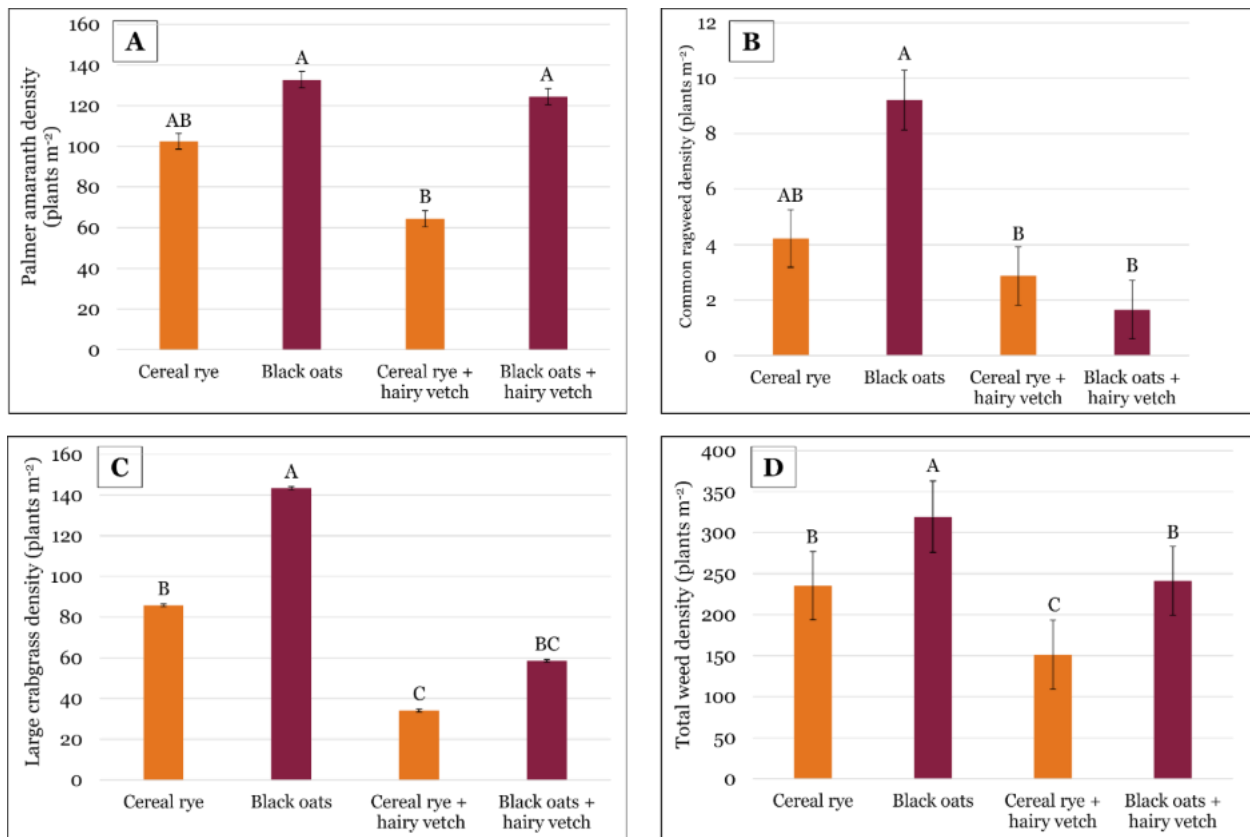 A
Palmer amaranth density
(plants m⁻²)
160
140
120
100
80
60
40
20
0
AB
A
B
A
Cereal rye
Black oats
Cereal rye +
hairy vetch
Black oats +
hairy vetch
B
Common ragweed density (plants m⁻²)
12
10
8
6
4
2
0
AB
A
B
B
Cereal rye
Black oats
Cereal rye +
hairy vetch
Black oats +
hairy vetch
C
Large crabgrass density (plants m⁻²)
160
140
120
100
80
60
40
20
0
B
A
C
BC
Cereal rye
Black oats
Cereal rye +
hairy vetch
Black oats +
hairy vetch
D
Total weed density (plants m⁻²)
400
350
300
250
200
150
100
50
0
B
A
C
B
Cereal rye
Black oats
Cereal rye +
hairy vetch
Black oats +
hairy vetch